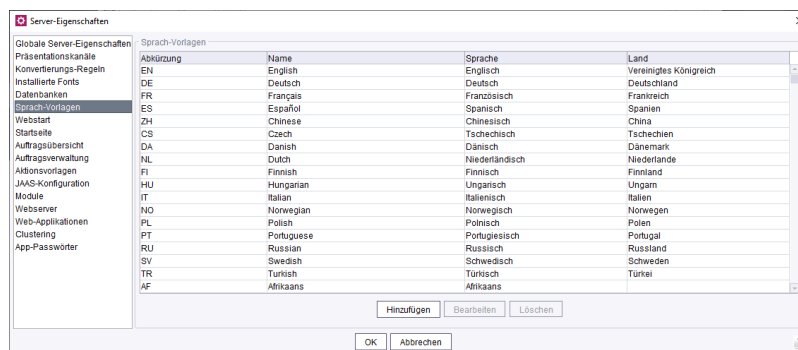 Server-Eigenschaften
Globale Server-Eigenschaften
Präsentationskanäle
Konvertierungs-Regeln
Installierte Fonts
Datenbanken
Sprach-Vorlagen
Webstart
Startseite
Auftragsübersicht
Auftragsverwaltung
Aktionsvorlagen
JAAS-Konfiguration
Module
Webserver
Web-Applikationen
Clustering
App-Passwörter
Sprach-Vorlagen
Abkürzung Name Sprache Land
EN English Englisch Vereinigtes Königreich
DE Deutsch Deutsch Deutschland
FR Français Französisch Frankreich
ES Español Spanisch Spanien
ZH Chinese Chinesisch China
CS Czech Tschechisch Tschechien
DA Danish Dänisch Dänemark
NL Dutch Niederländisch Niederlande
FI Finnish Finnisch Finnland
HU Hungarian Ungarisch Ungarn
IT Italian Italienisch Italien
NO Norwegian Norwegisch Norwegen
PL Polish Polnisch Polen
PT Portuguese Portugiesisch Portugal
RU Russian Russisch Russland
SV Swedish Schwedisch Schweden
TR Turkish Türkisch Türkei
AF Afrikaans Afrikaans
Hinzufügen Bearbeiten Löschen
OK Abbrechen